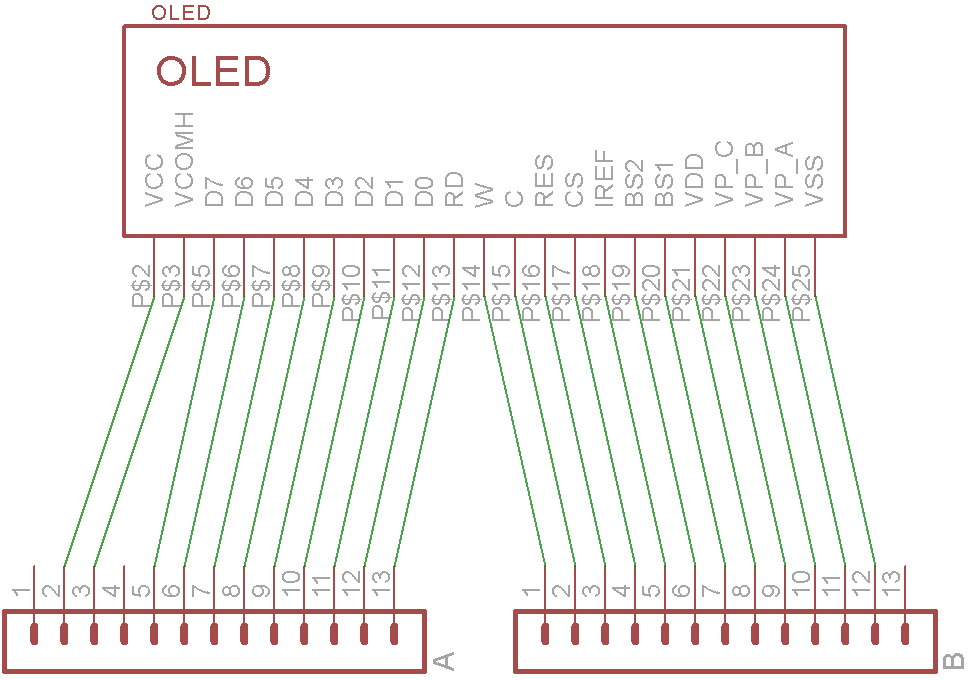 OLED
OLED
VCC
VCOMH
D7
D6
D5
D4
D3
D2
D1
D0
RD
W
C
RES
CS
IREF
BS2
BS1
VDD
VP_C
VP_B
VP_A
VSS
P$2
P$3
P$5
P$6
P$7
P$8
P$9
P$10
P$11
P$12
P$13
P$14
P$15
P$16
P$17
P$18
P$19
P$20
P$21
P$22
P$23
P$24
P$25
1
2
3
4
5
6
7
8
9
10
11
12
13
A
1
2
3
4
5
6
7
8
9
10
11
12
13
B